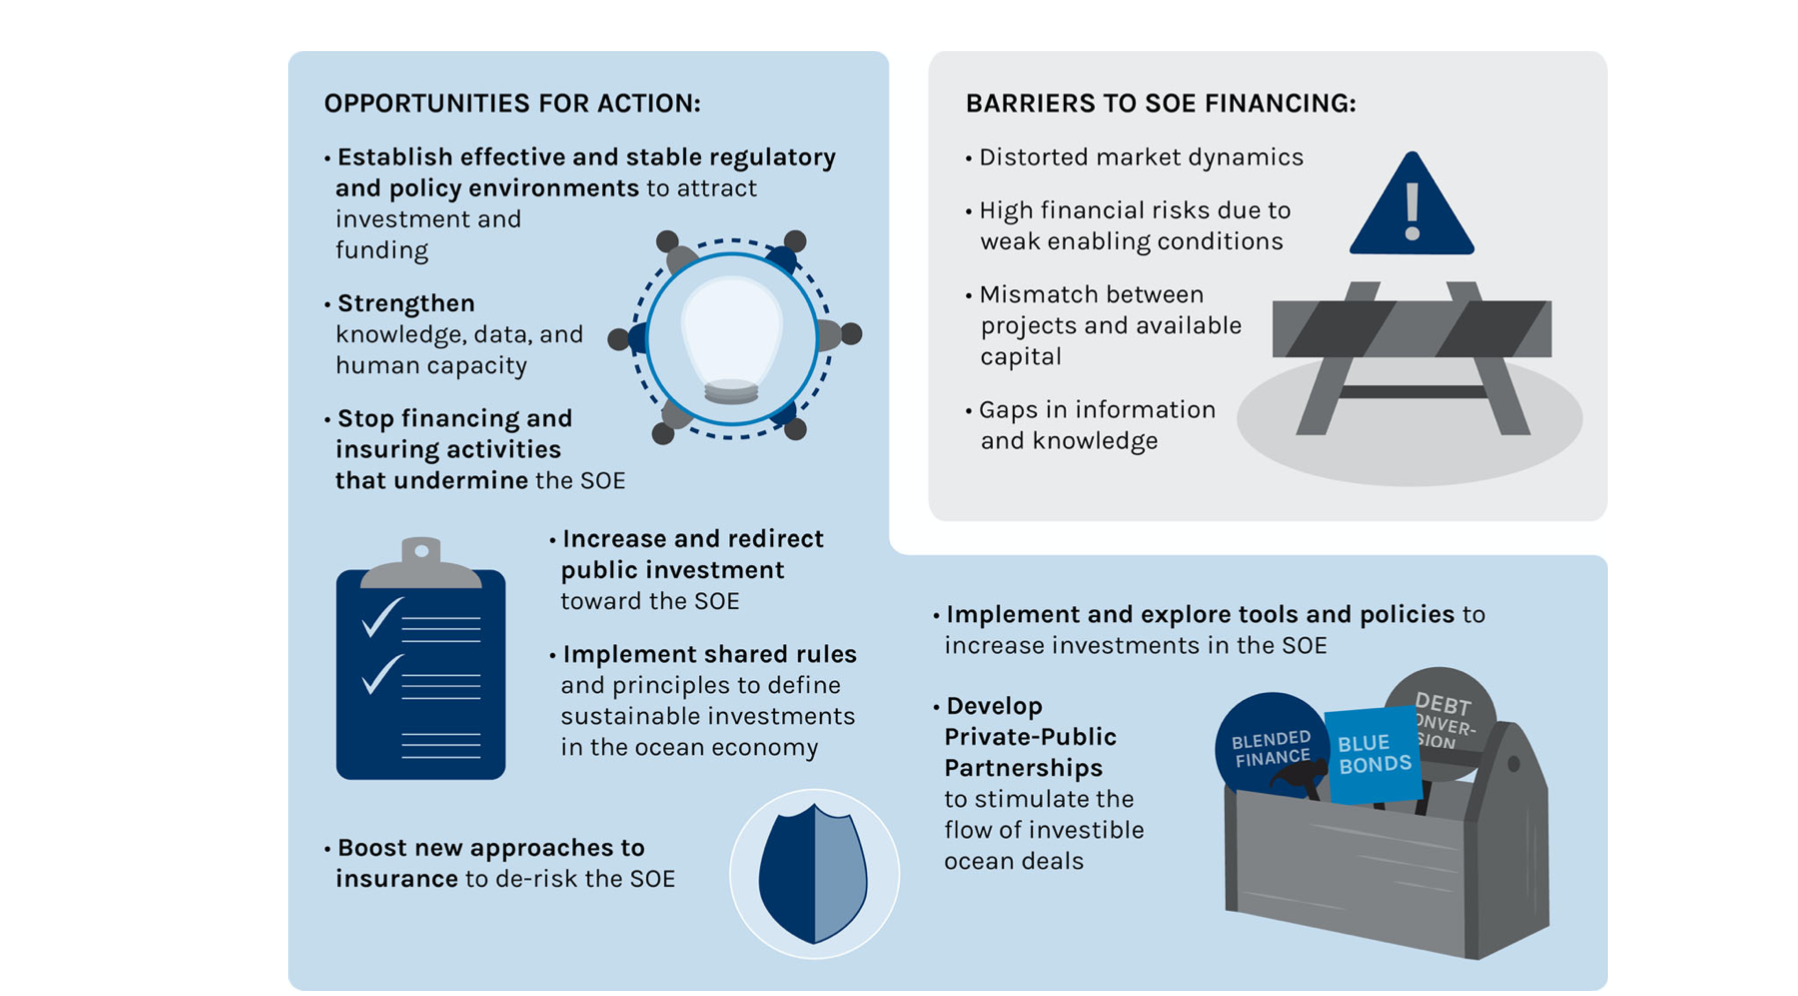 OPPORTUNITIES FOR ACTION:
• Establish effective and stable regulatory
and policy environments to attract
investment and
funding
• Strengthen
knowledge, data, and
human capacity
• Stop financing and
insuring activities
that undermine the SOE
• Increase and redirect
public investment
toward the SOE
• Implement shared rules
and principles to define
sustainable investments
in the ocean economy
• Boost new approaches to
insurance to de-risk the SOE
BARRIERS TO SOE FINANCING:
• Distorted market dynamics
• High financial risks due to
weak enabling conditions
• Mismatch between
projects and available
capital
• Gaps in information
and knowledge
• Implement and explore tools and policies to
increase investments in the SOE
• Develop
Private-Public
Partnerships
to stimulate the
flow of investible
ocean deals
BLENDED
FINANCE
BLUE
BONDS
DEBT
ONVER-
SION